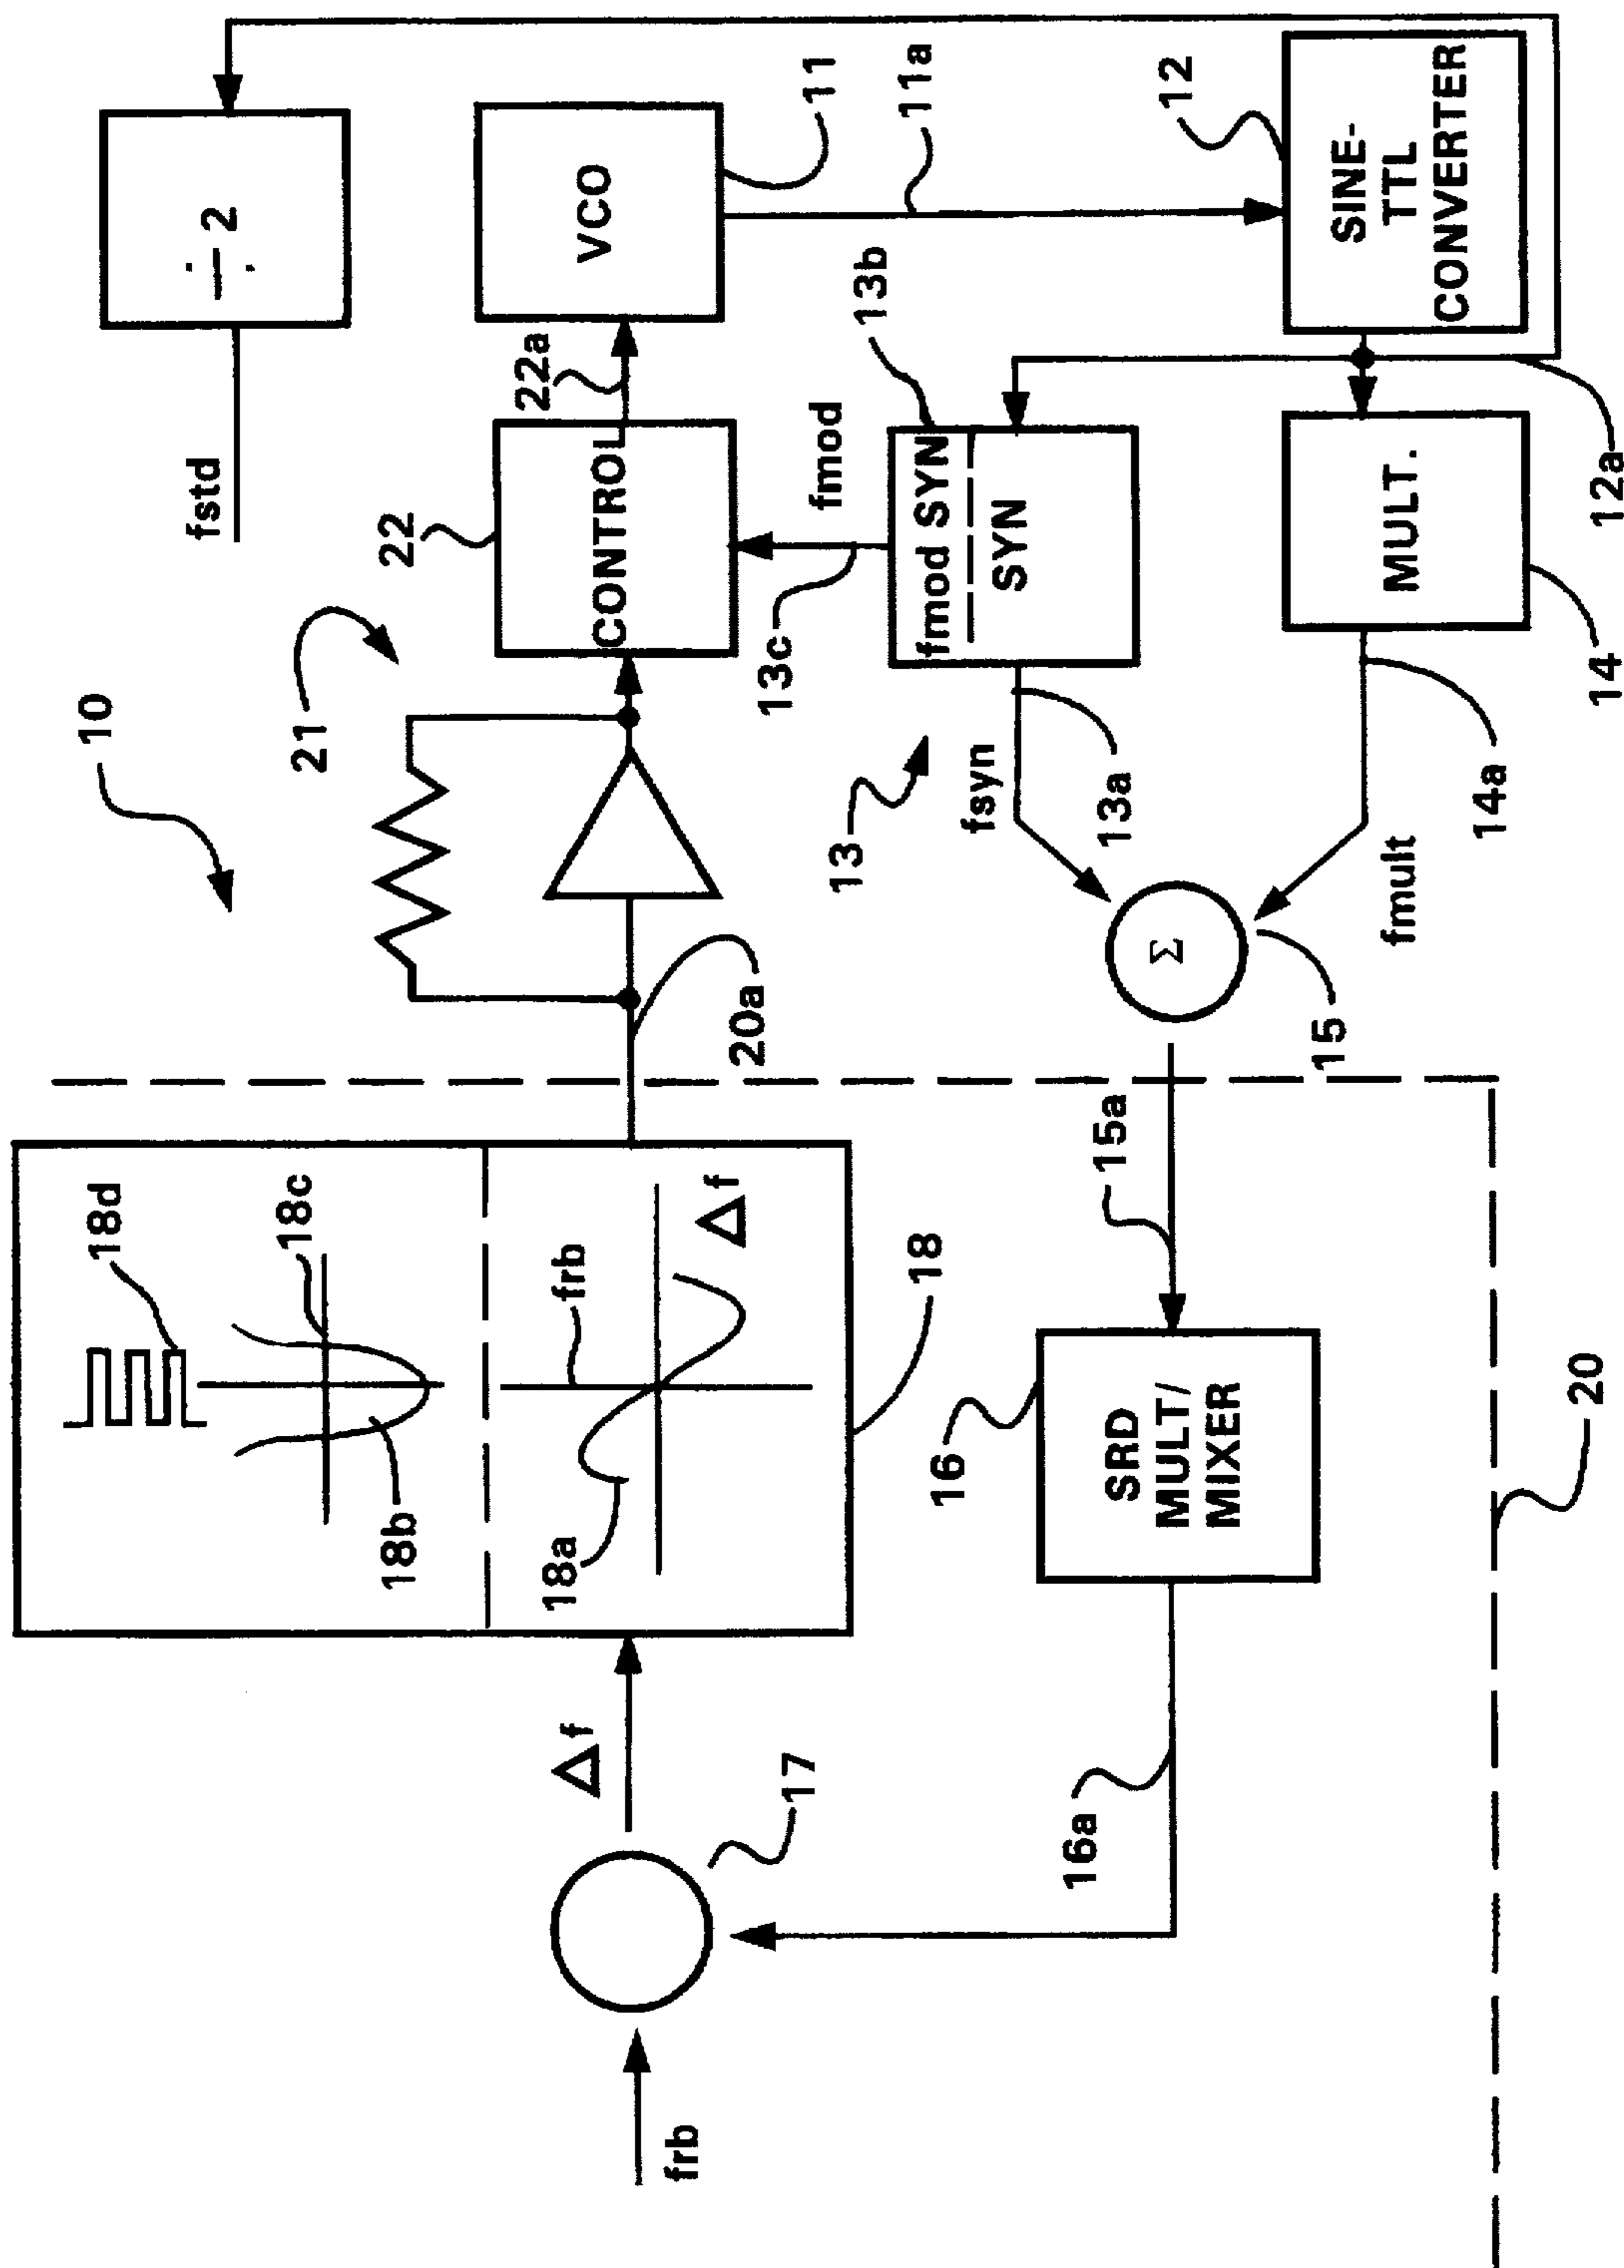 10
21
22
CONTROL
22a
VCO
11
11a
÷ 2
fstd
12
SINE-
TTL
CONVERTER
12a
fmod
13b
fmod SYN
SYN
13c
13
fsyn
13a
MULT.
14
14a
fmult
Σ
15
15a
20a
18d
18c
18b
frb
Δf
18a
18
16
SRD
MULT/
MIXER
16a
20
Δf
17
frb